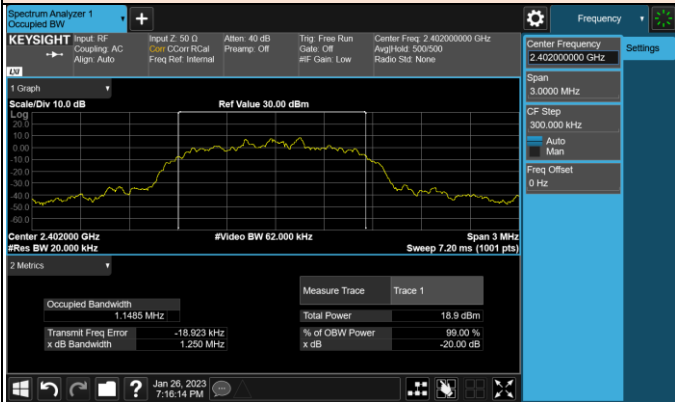 Spectrum Analyzer 1
Occupied BW
Frequency
KEYSIGHT
Input: RF
Coupling: AC
Align: Auto
Input Z: 50 Ω
Corr CCorr RCal
Freq Ref: Internal
Atten: 40 dB
Preamp: Off
Trig: Free Run
Gate: Off
#IF Gain: Low
Center Freq: 2.402000000 GHz
Avg|Hold: 500/500
Radio Std: None
LXI
Center Frequency
2.402000000 GHz
Settings
Span
3.0000 MHz
CF Step
300.000 kHz
Auto
Man
Freq Offset
0 Hz
1 Graph
Scale/Div 10.0 dB
Ref Value 30.00 dBm
Log
20.0
10.0
0.00
-10.0
-20.0
-30.0
-40.0
-50.0
-60.0
Center 2.402000 GHz
#Video BW 62.000 kHz
Span 3 MHz
#Res BW 20.000 kHz
Sweep 7.20 ms (1001 pts)
2 Metrics
Measure Trace
Trace 1
Occupied Bandwidth
1.1485 MHz
Total Power
18.9 dBm
Transmit Freq Error
-18.923 kHz
% of OBW Power
99.00 %
x dB Bandwidth
1.250 MHz
x dB
-20.00 dB
?
Jan 26, 2023
7:16:14 PM